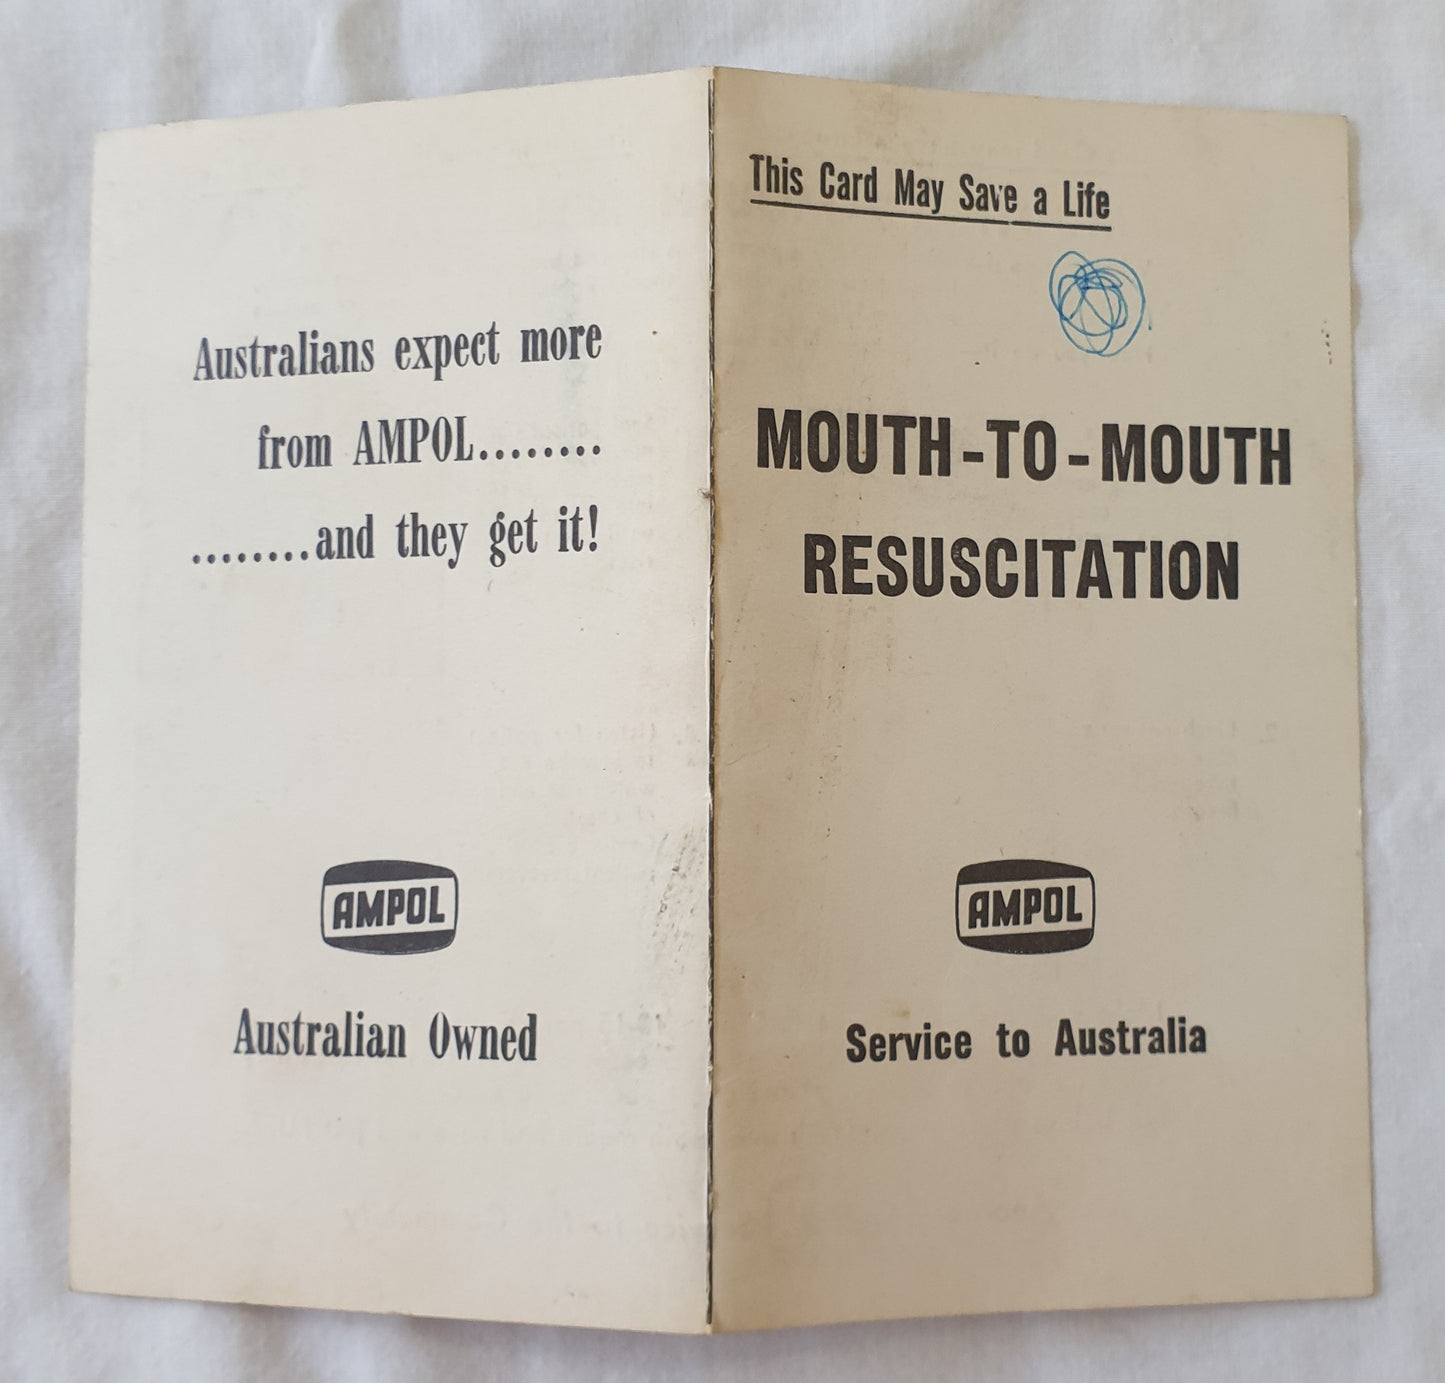 Australians expect more
from AMPOL........
........and they get it!
AMPOL
Australian Owned
This Card May Save a Life
MOUTH-TO-MOUTH
RESUSCITATION
AMPOL
Service to Australia